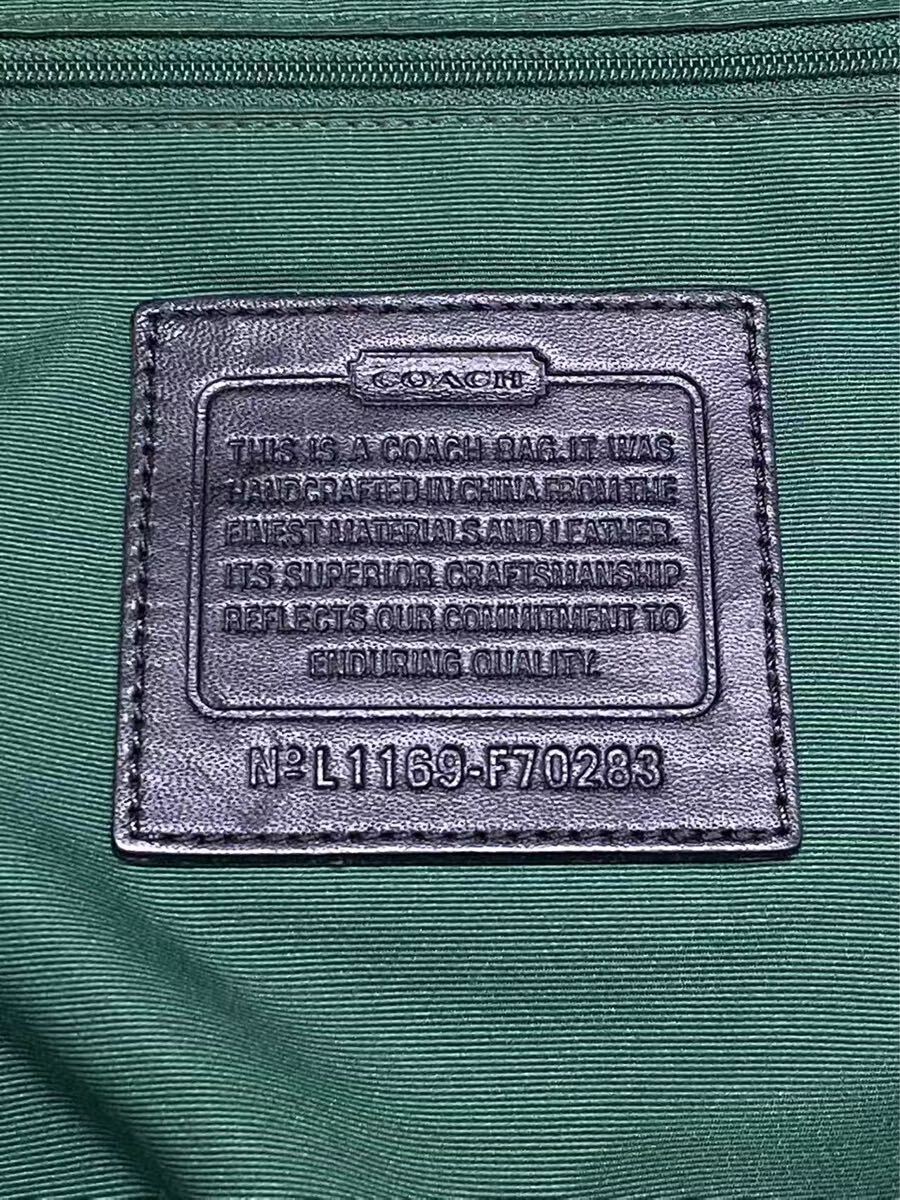 COACH
THIS IS A COACH BAG. IT WAS
HANDCRAFTED IN CHINA FROM THE
FINEST MATERIALS AND LEATHER.
ITS SUPERIOR CRAFTSMANSHIP
REFLECTS OUR COMMITMENT TO
ENDURING QUALITY.
Nº L1169-F70283